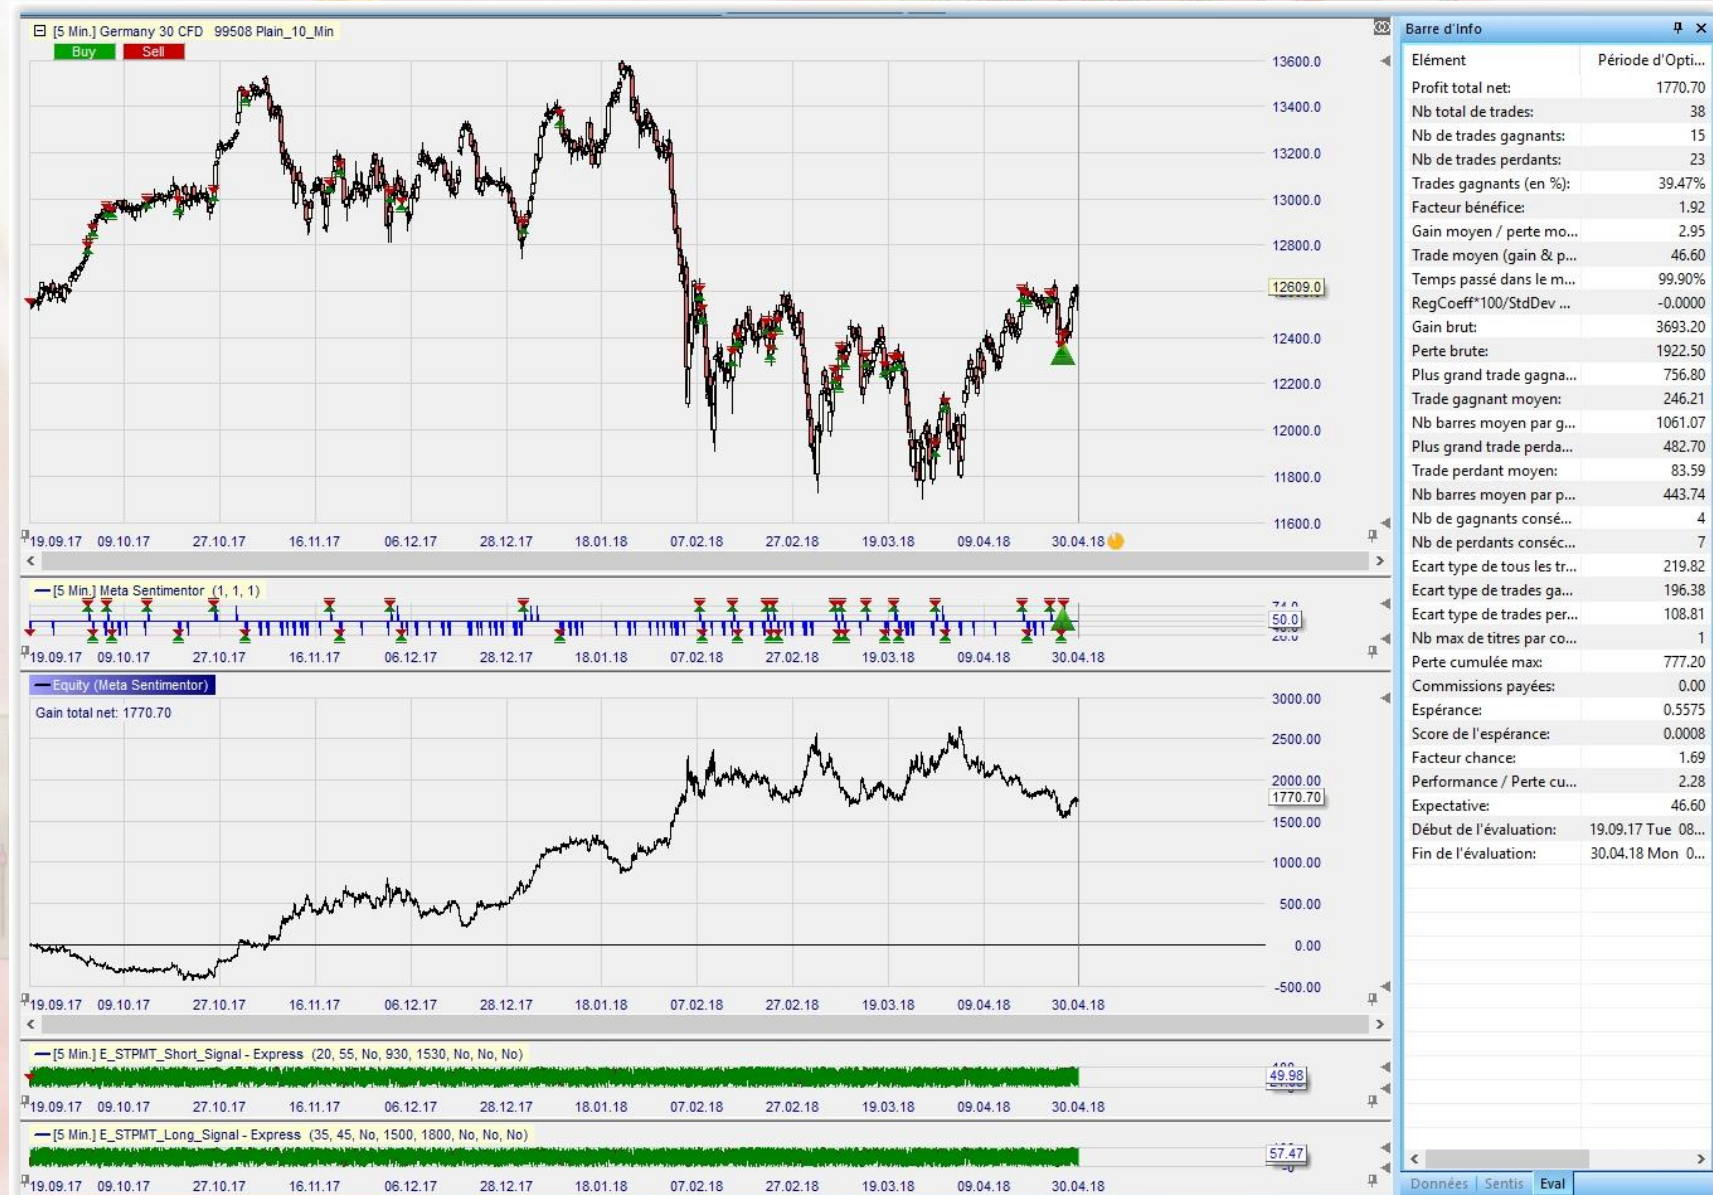 [5 Min.] Germany 30 CFD 99508 Plain_10_Min
Buy Sell
13600.0
13400.0
13200.0
13000.0
12800.0
12609.0
12400.0
12200.0
12000.0
11800.0
11600.0
19.09.17 09.10.17 27.10.17 16.11.17 06.12.17 28.12.17 18.01.18 07.02.18 27.02.18 19.03.18 09.04.18 30.04.18
[5 Min.] Meta Sentimentor (1, 1, 1)
50.0
19.09.17 09.10.17 27.10.17 16.11.17 06.12.17 28.12.17 18.01.18 07.02.18 27.02.18 19.03.18 09.04.18 30.04.18
Equity (Meta Sentimentor)
Gain total net: 1770.70
3000.00
2500.00
2000.00
1770.70
1500.00
1000.00
500.00
0.00
-500.00
19.09.17 09.10.17 27.10.17 16.11.17 06.12.17 28.12.17 18.01.18 07.02.18 27.02.18 19.03.18 09.04.18 30.04.18
[5 Min.] E_STPMT_Short_Signal - Express (20, 55, No, 930, 1530, No, No, No)
49.98
19.09.17 09.10.17 27.10.17 16.11.17 06.12.17 28.12.17 18.01.18 07.02.18 27.02.18 19.03.18 09.04.18 30.04.18
[5 Min.] E_STPMT_Long_Signal - Express (35, 45, No, 1500, 1800, No, No, No)
57.47
19.09.17 09.10.17 27.10.17 16.11.17 06.12.17 28.12.17 18.01.18 07.02.18 27.02.18 19.03.18 09.04.18 30.04.18
Barre d'Info
Elément Période d'Opti...
Profit total net: 1770.70
Nb total de trades: 38
Nb de trades gagnants: 15
Nb de trades perdants: 23
Trades gagnants (en %): 39.47%
Facteur bénéfice: 1.92
Gain moyen / perte mo... 2.95
Trade moyen (gain & p... 46.60
Temps passé dans le m... 99.90%
RegCoeff*100/StdDev ... -0.0000
Gain brut: 3693.20
Perte brute: 1922.50
Plus grand trade gagna... 756.80
Trade gagnant moyen: 246.21
Nb barres moyen par g... 1061.07
Plus grand trade perda... 482.70
Trade perdant moyen: 83.59
Nb barres moyen par p... 443.74
Nb de gagnants consé... 4
Nb de perdants conséc... 7
Ecart type de tous les tr... 219.82
Ecart type de trades ga... 196.38
Ecart type de trades per... 108.81
Nb max de titres par co... 1
Perte cumulée max: 777.20
Commissions payées: 0.00
Espérance: 0.5575
Score de l'espérance: 0.0008
Facteur chance: 1.69
Performance / Perte cu... 2.28
Expectative: 46.60
Début de l'évaluation: 19.09.17 Tue 08...
Fin de l'évaluation: 30.04.18 Mon 0...
Données Sentis Eval